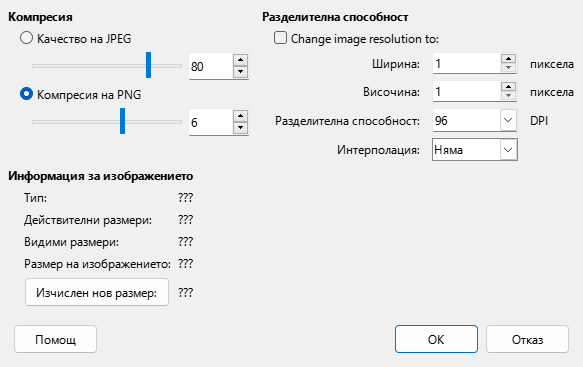 Компресия
Качество на JPEG
80
Компресия на PNG
6
Разделителна способност
Change image resolution to:
Ширина: 1 пиксела
Височина: 1 пиксела
Разделителна способност: 96 DPI
Интерполация: Няма
Информация за изображението
Тип: ???
Действителни размери: ???
Видими размери: ???
Размер на изображението: ???
Изчислен нов размер: ???
Помощ
OK
Отказ